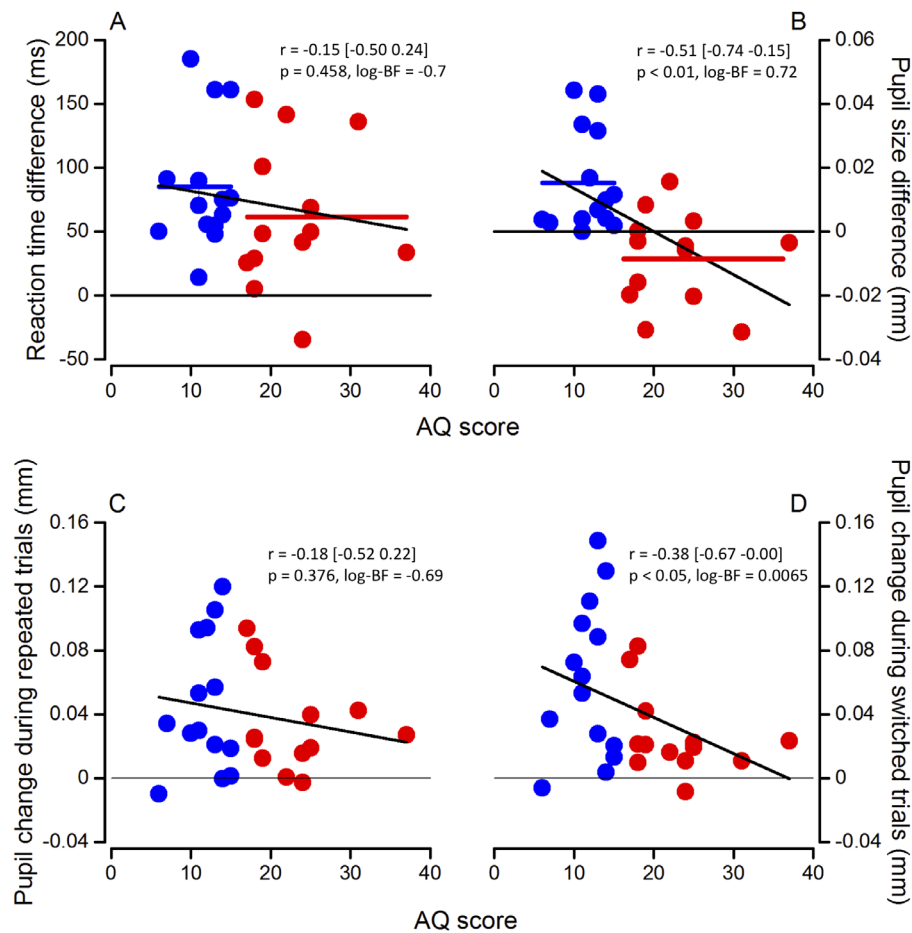 A
B
200
150
100
50
0
-50
Reaction time difference (ms)
r = -0.15 [-0.50 0.24]
p = 0.458, log-BF = -0.7
r = -0.51 [-0.74 -0.15]
p < 0.01, log-BF = 0.72
0.06
0.04
0.02
0
-0.02
-0.04
Pupil size difference (mm)
0 10 20 30 40
0 10 20 30 40
AQ score
C
D
0.16
0.12
0.08
0.04
0
-0.04
Pupil change during repeated trials (mm)
r = -0.18 [-0.52 0.22]
p = 0.376, log-BF = -0.69
r = -0.38 [-0.67 -0.00]
p < 0.05, log-BF = 0.0065
0.16
0.12
0.08
0.04
0
-0.04
Pupil change during switched trials (mm)
0 10 20 30 40
0 10 20 30 40
AQ score